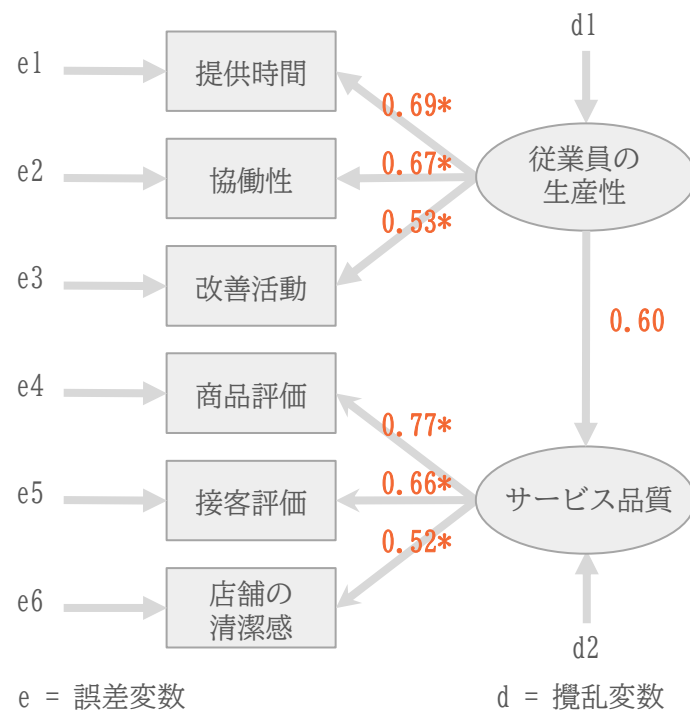 d1
e1
提供時間
0.69*
e2
協働性
0.67*
従業員の
生産性
0.53*
e3
改善活動
0.60
e4
商品評価
0.77*
e5
接客評価
0.66*
サービス品質
0.52*
e6
店舗の
清潔感
d2
e = 誤差変数
d = 攪乱変数